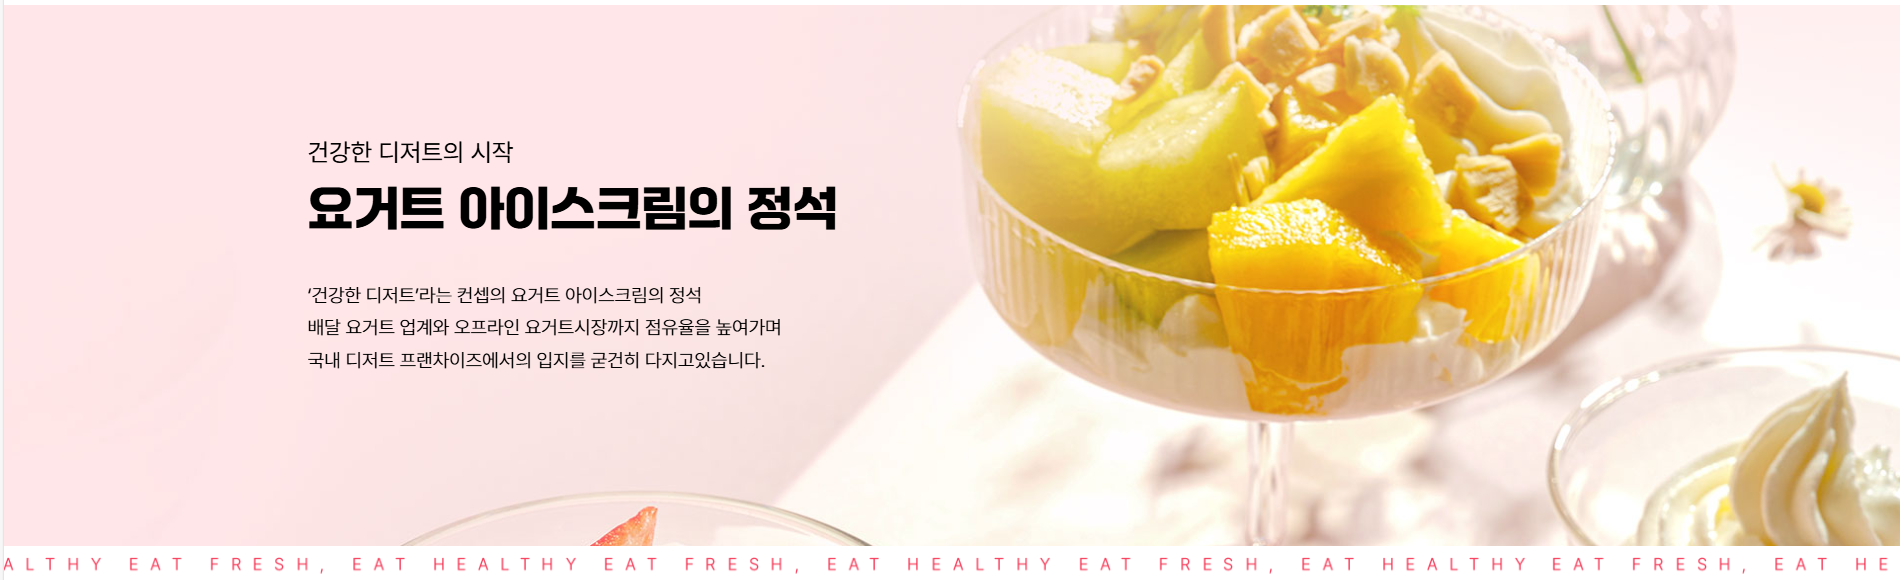 건강한 디저트의 시작
요거트 아이스크림의 정석
‘건강한 디저트’라는 컨셉의 요거트 아이스크림의 정석
배달 요거트 업계와 오프라인 요거트시장까지 점유율을 높여가며
국내 디저트 프랜차이즈에서의 입지를 굳건히 다지고있습니다.
ALTHY EAT FRESH, EAT HEALTHY EAT FRESH, EAT HEALTHY EAT FRESH, EAT HEALTHY EAT FRESH, EAT HE